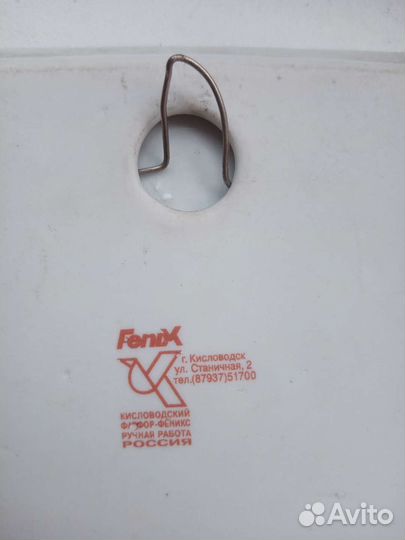 Fenix
г. Кисловодск
ул. Станичная, 2
тел.(87937)51700
КИСЛОВОДСКИЙ
ФАРФОР-ФЕНИКС
РУЧНАЯ РАБОТА
РОССИЯ
Avito